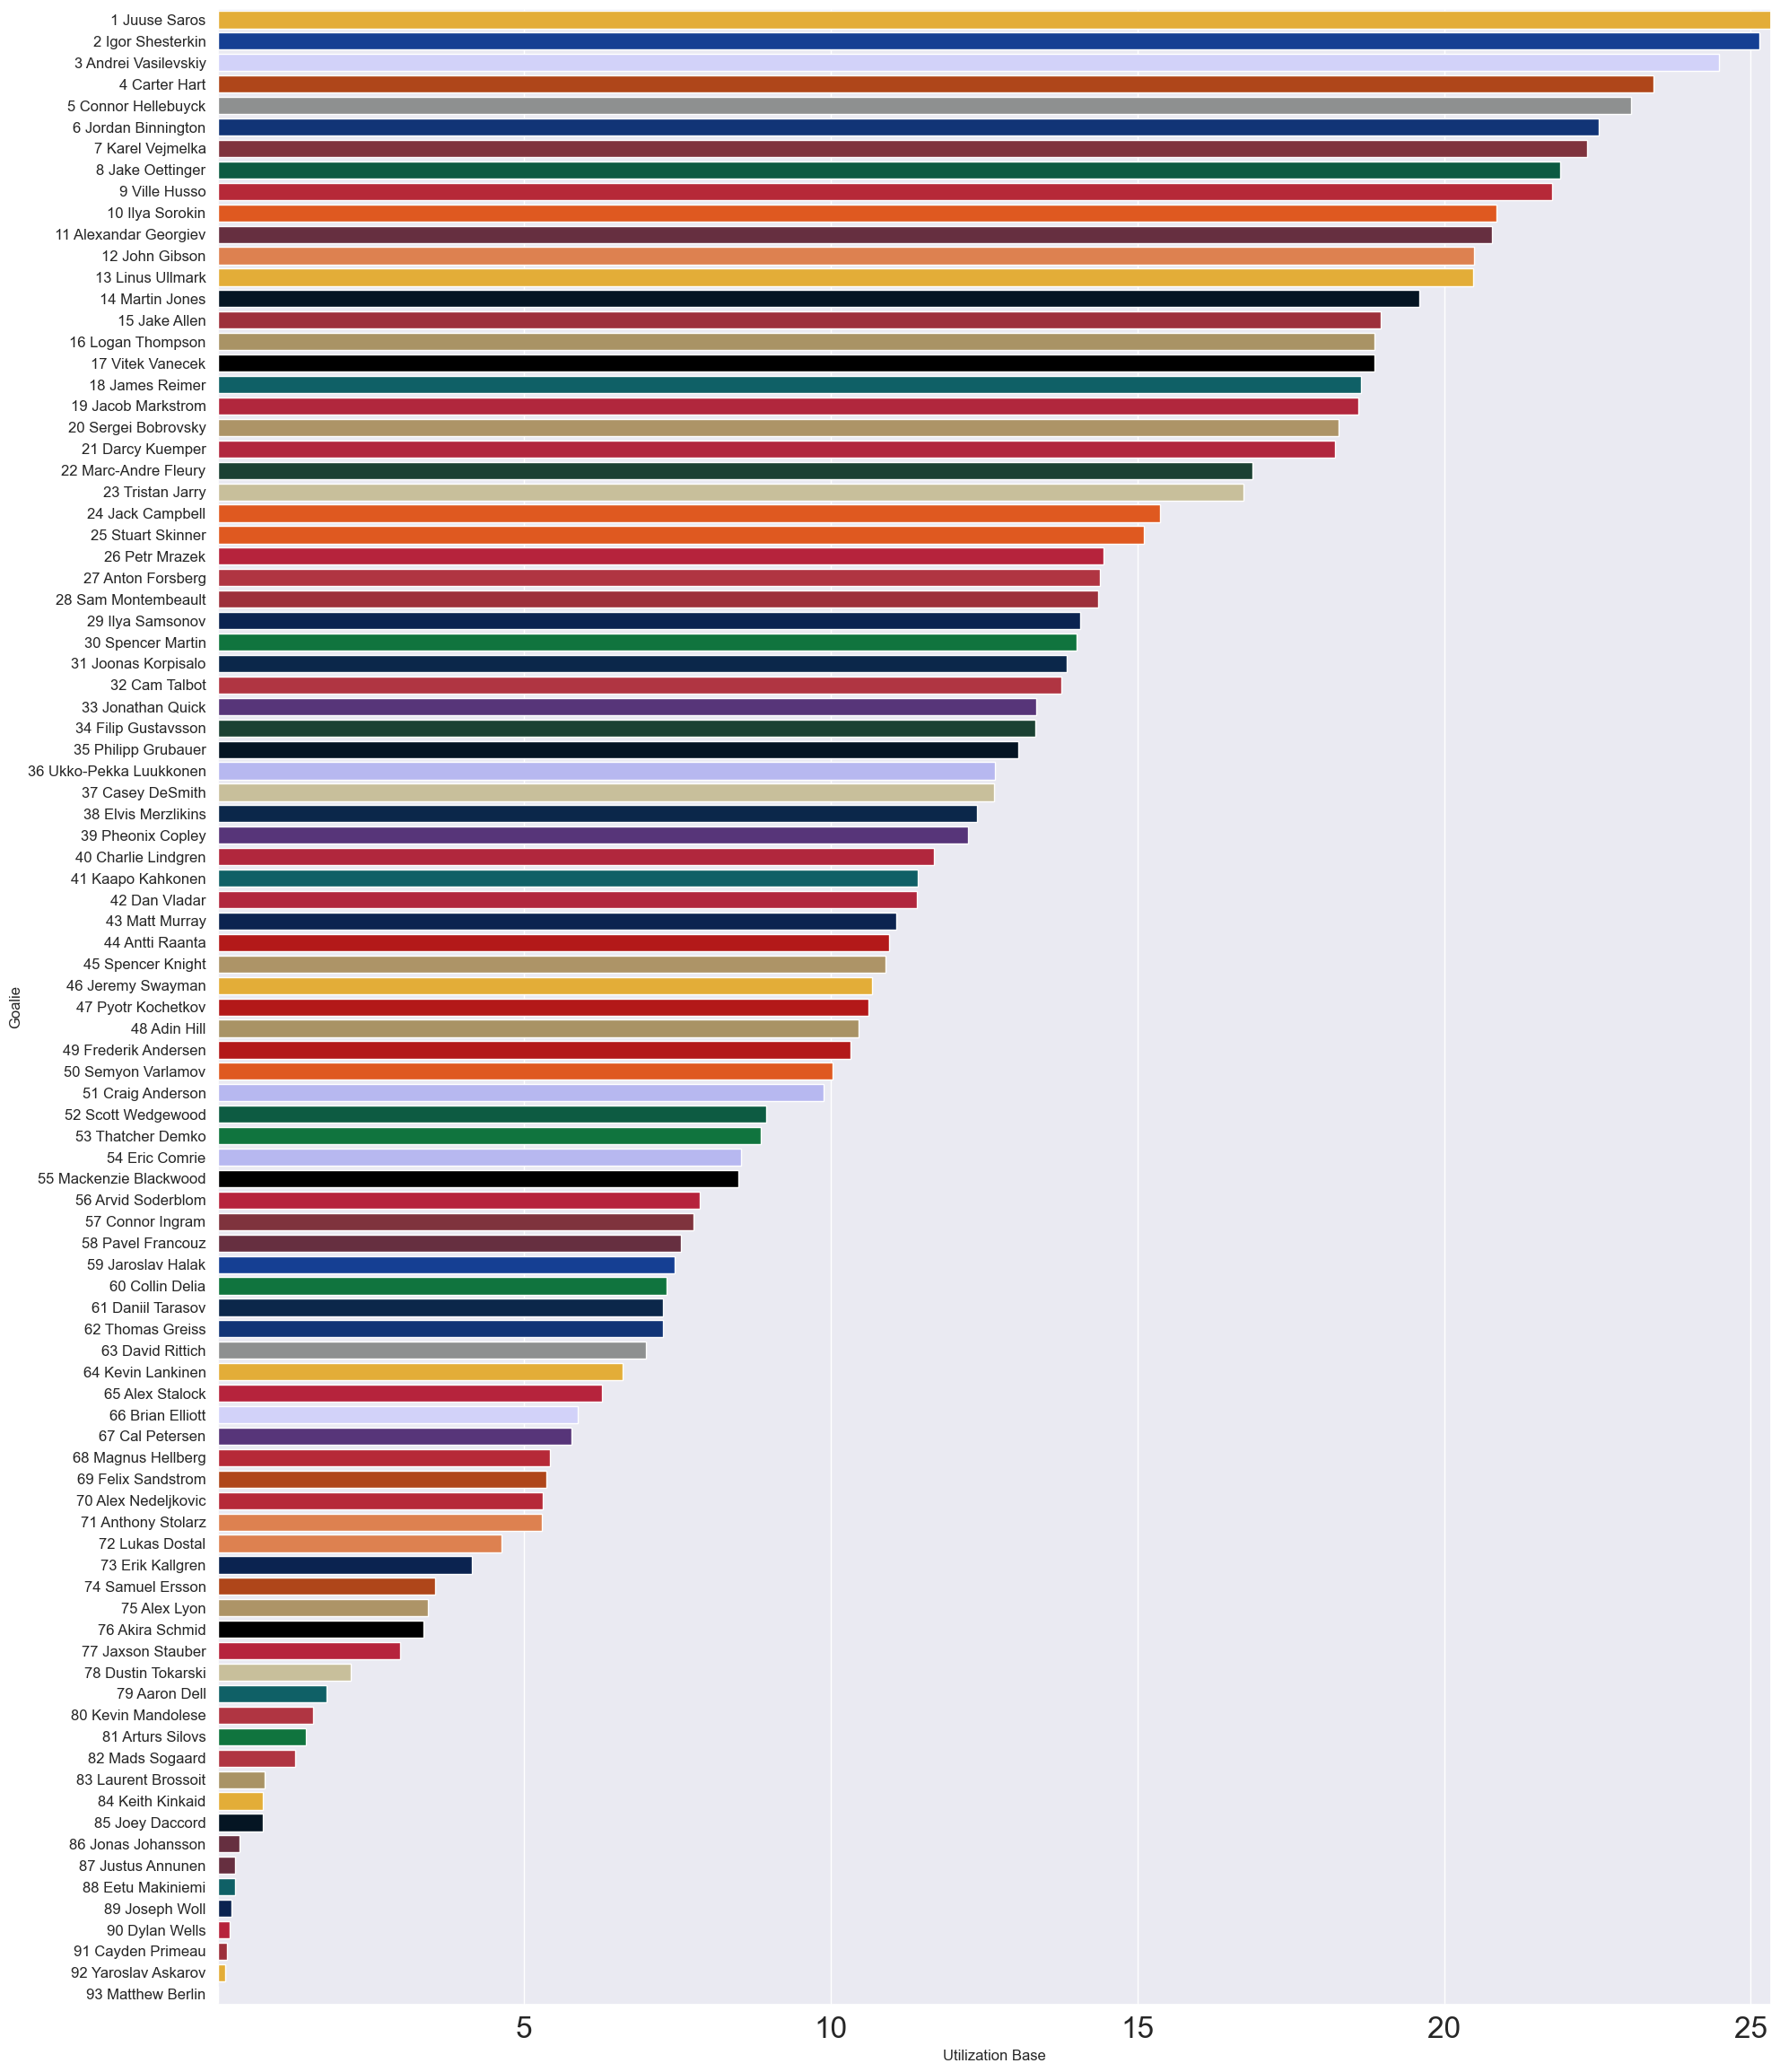 1 Juuse Saros
2 Igor Shesterkin
3 Andrei Vasilevskiy
4 Carter Hart
5 Connor Hellebuyck
6 Jordan Binnington
7 Karel Vejmelka
8 Jake Oettinger
9 Ville Husso
10 Ilya Sorokin
11 Alexandar Georgiev
12 John Gibson
13 Linus Ullmark
14 Martin Jones
15 Jake Allen
16 Logan Thompson
17 Vitek Vanecek
18 James Reimer
19 Jacob Markstrom
20 Sergei Bobrovsky
21 Darcy Kuemper
22 Marc-Andre Fleury
23 Tristan Jarry
24 Jack Campbell
25 Stuart Skinner
26 Petr Mrazek
27 Anton Forsberg
28 Sam Montembeault
29 Ilya Samsonov
30 Spencer Martin
31 Joonas Korpisalo
32 Cam Talbot
33 Jonathan Quick
34 Filip Gustavsson
35 Philipp Grubauer
36 Ukko-Pekka Luukkonen
37 Casey DeSmith
38 Elvis Merzlikins
39 Pheonix Copley
40 Charlie Lindgren
41 Kaapo Kahkonen
42 Dan Vladar
43 Matt Murray
44 Antti Raanta
45 Spencer Knight
46 Jeremy Swayman
47 Pyotr Kochetkov
48 Adin Hill
49 Frederik Andersen
50 Semyon Varlamov
51 Craig Anderson
52 Scott Wedgewood
53 Thatcher Demko
54 Eric Comrie
55 Mackenzie Blackwood
56 Arvid Soderblom
57 Connor Ingram
58 Pavel Francouz
59 Jaroslav Halak
60 Collin Delia
61 Daniil Tarasov
62 Thomas Greiss
63 David Rittich
64 Kevin Lankinen
65 Alex Stalock
66 Brian Elliott
67 Cal Petersen
68 Magnus Hellberg
69 Felix Sandstrom
70 Alex Nedeljkovic
71 Anthony Stolarz
72 Lukas Dostal
73 Erik Kallgren
74 Samuel Ersson
75 Alex Lyon
76 Akira Schmid
77 Jaxson Stauber
78 Dustin Tokarski
79 Aaron Dell
80 Kevin Mandolese
81 Arturs Silovs
82 Mads Sogaard
83 Laurent Brossoit
84 Keith Kinkaid
85 Joey Daccord
86 Jonas Johansson
87 Justus Annunen
88 Eetu Makiniemi
89 Joseph Woll
90 Dylan Wells
91 Cayden Primeau
92 Yaroslav Askarov
93 Matthew Berlin
Goalie
5 10 15 20 25
Utilization Base